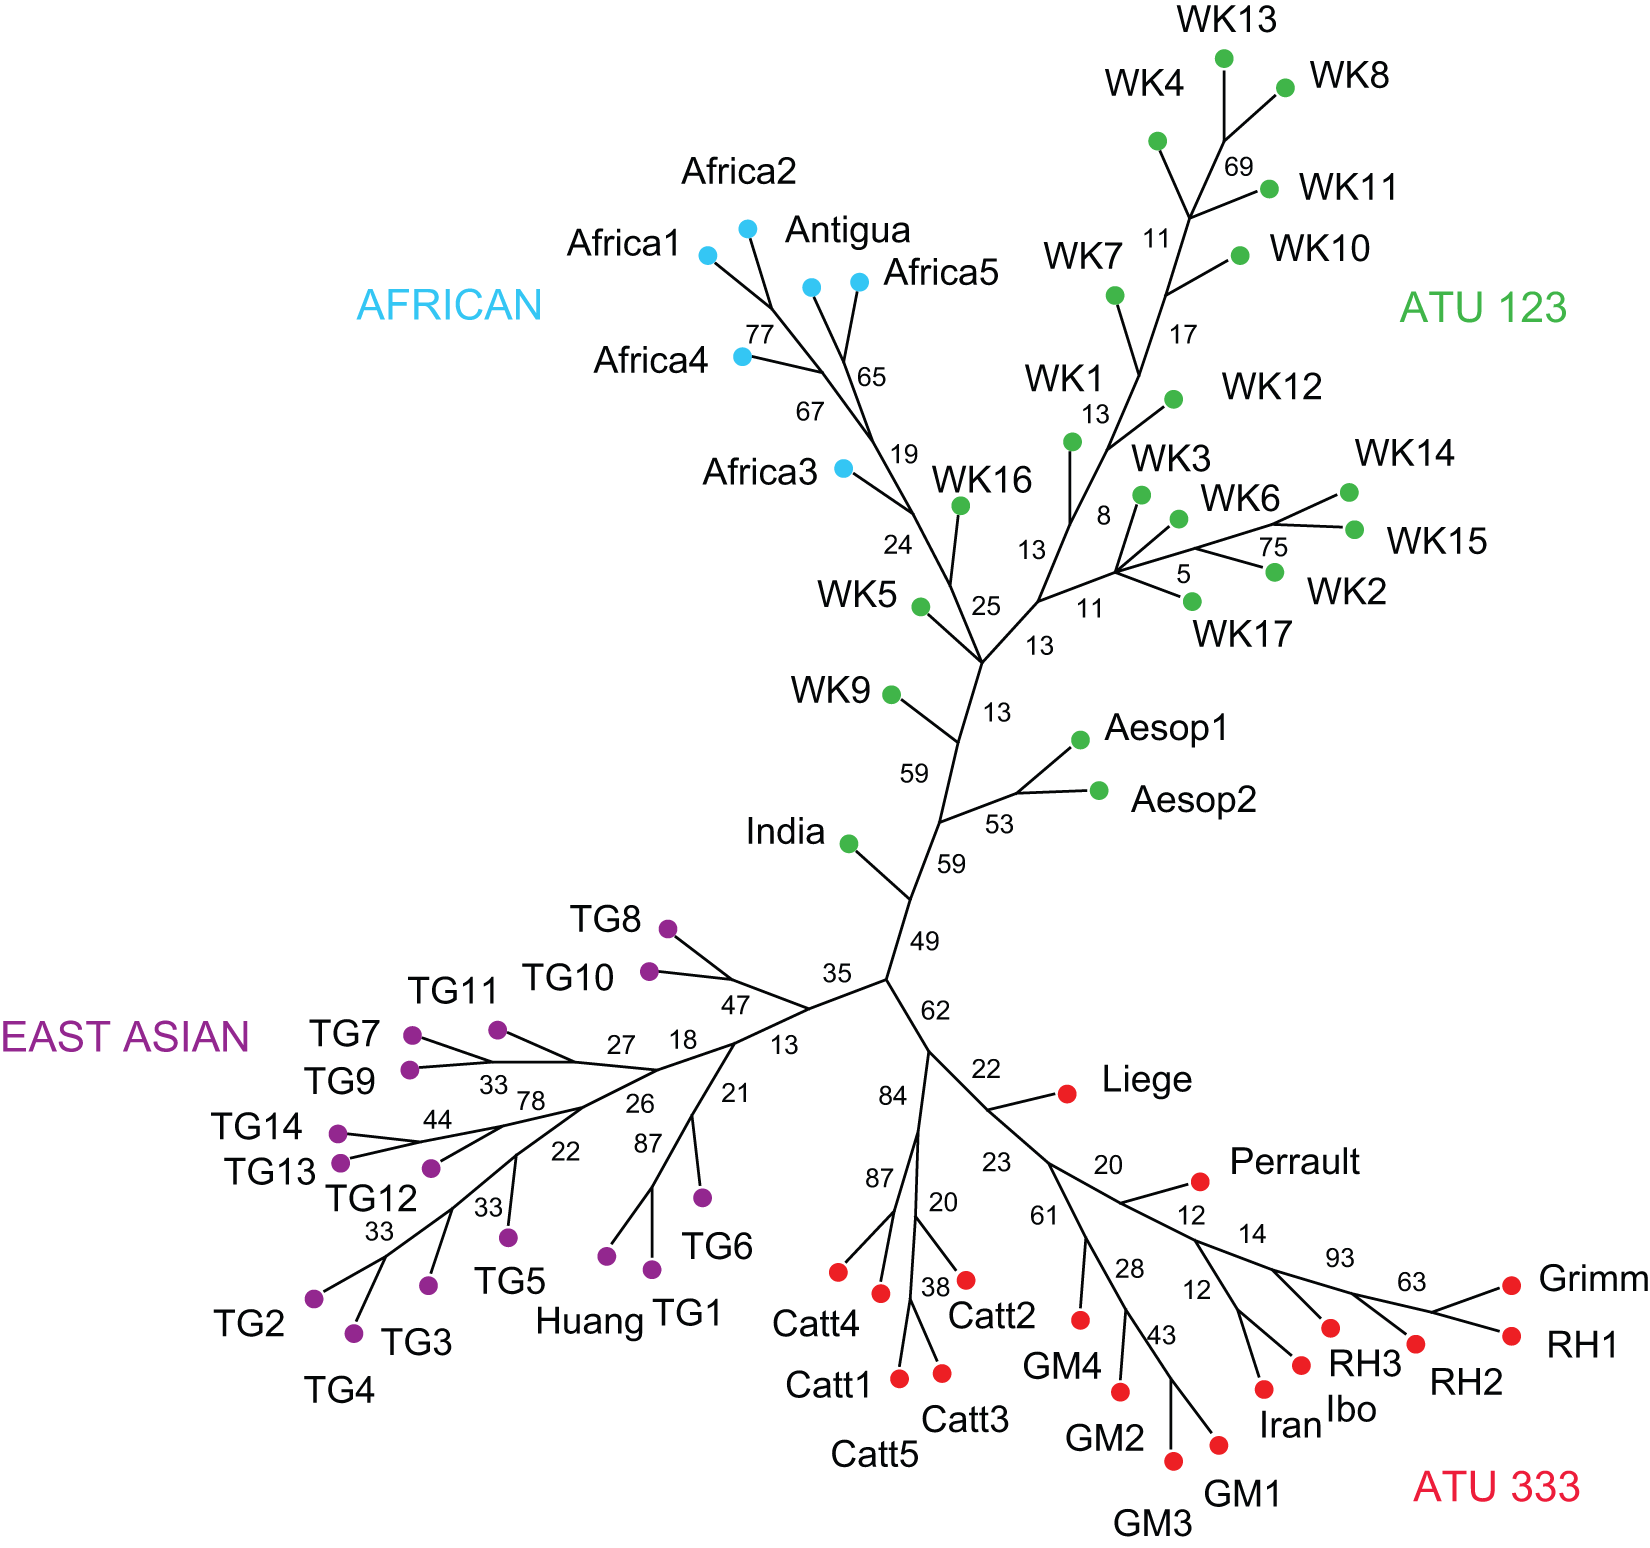 WK13
WK4
WK8
69
WK11
Africa2
Africa1
Antigua
Africa5
11
WK10
WK7
AFRICAN
ATU 123
77
17
Africa4
65
WK1
WK12
67
13
19
WK3
WK14
Africa3
WK16
WK6
8
WK15
24
13
75
5
WK2
WK5
25
11
WK17
13
WK9
13
Aesop1
59
Aesop2
53
India
59
TG8
49
TG10
35
TG11
47
62
EAST ASIAN
TG7
27
18
13
TG9
33
22
Liege
78
26
21
84
TG14
44
87
TG13
22
23
20
Perrault
TG12
87
33
20
61
12
33
14
TG6
93
TG5
28
63
Grimm
38
12
TG2
Huang
TG1
Catt4
Catt2
43
RH1
TG3
GM4
RH3
RH2
TG4
Catt1
Ibo
Catt3
Iran
GM2
Catt5
ATU 333
GM1
GM3